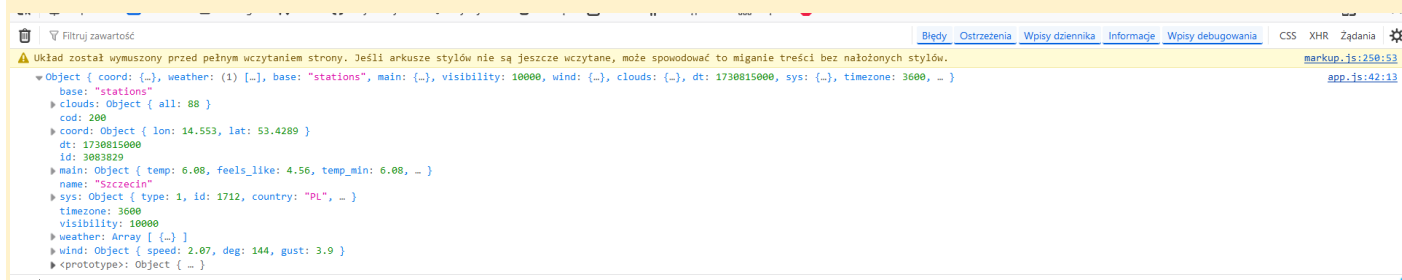 Filtruj zawartość Błędy Ostrzeżenia Wpisy dziennika Informacje Wpisy debugowania CSS XHR Żądania
Układ został wymuszony przed pełnym wczytaniem strony. Jeśli arkusze stylów nie są jeszcze wczytane, może spowodować to miganie treści bez nałożonych stylów. markup.js:250:53
Object { coord: {…}, weather: (1) […], base: "stations", main: {…}, visibility: 10000, wind: {…}, clouds: {…}, dt: 1730815000, sys: {…}, timezone: 3600, … } app.js:42:13
base: "stations"
clouds: Object { all: 88 }
cod: 200
coord: Object { lon: 14.553, lat: 53.4289 }
dt: 1730815000
id: 3083829
main: Object { temp: 6.08, feels_like: 4.56, temp_min: 6.08, … }
name: "Szczecin"
sys: Object { type: 1, id: 1712, country: "PL", … }
timezone: 3600
visibility: 10000
weather: Array [ {…} ]
wind: Object { speed: 2.07, deg: 144, gust: 3.9 }
<prototype>: Object { … }